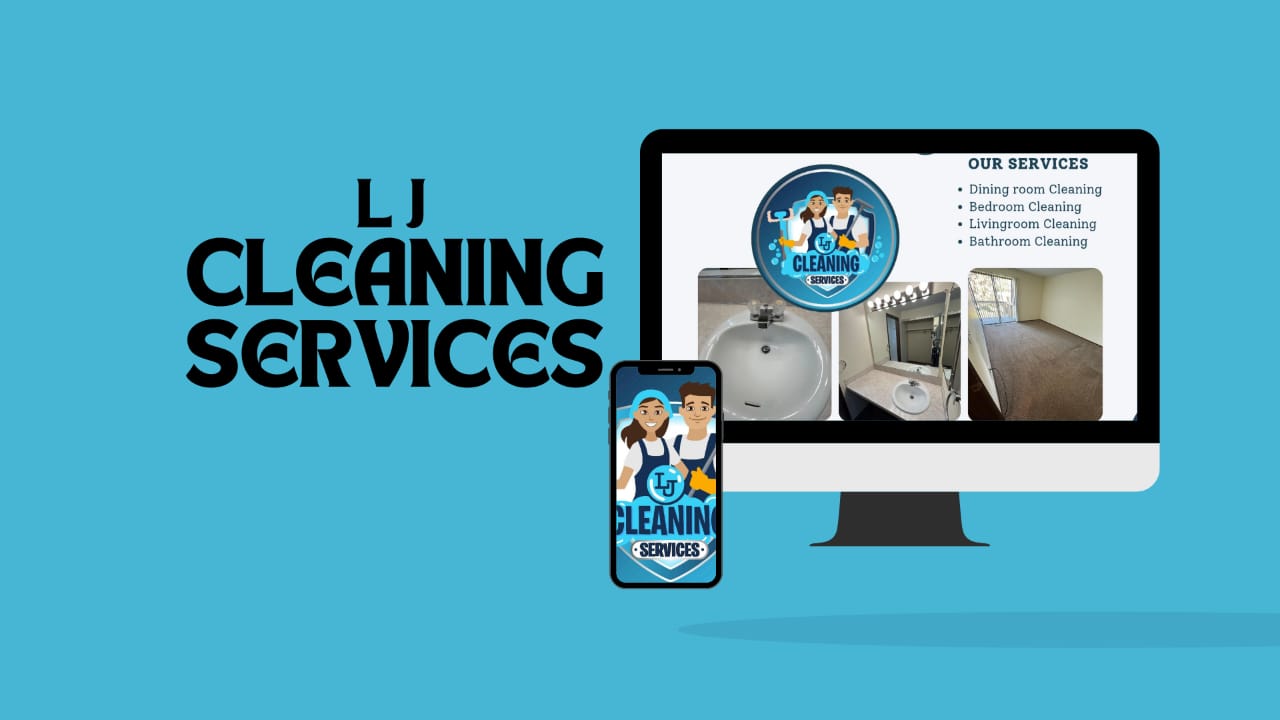 L J
CLEANING
SERVICES
OUR SERVICES
• Dining room Cleaning
• Bedroom Cleaning
• Livingroom Cleaning
• Bathroom Cleaning
LJ
CLEANING
SERVICES
LJ
CLEANING
· SERVICES ·